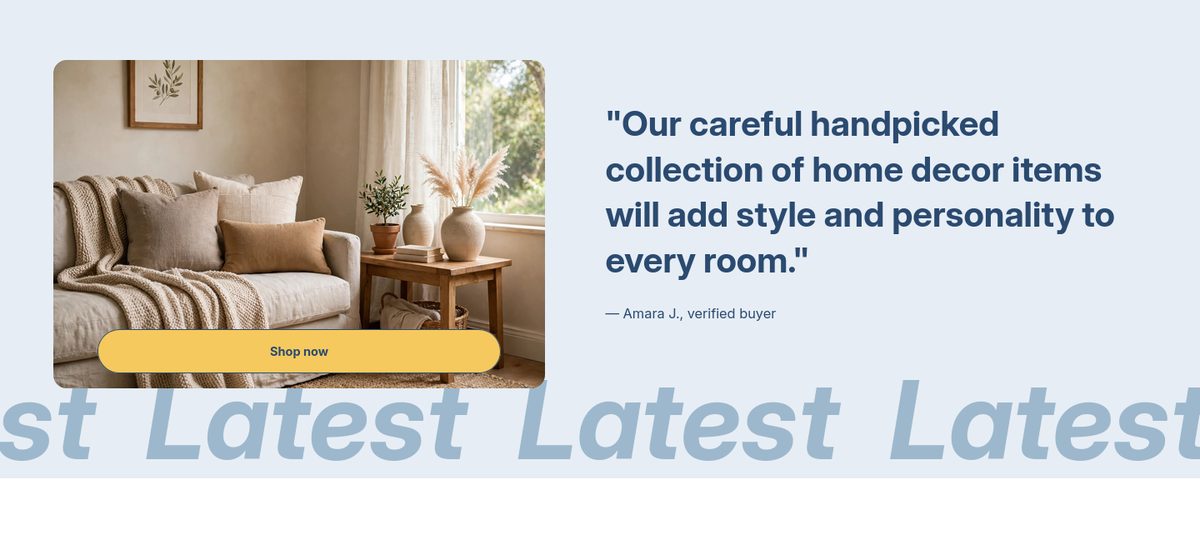 "Our careful handpicked
collection of home decor items
will add style and personality to
every room."
— Amara J., verified buyer
Shop now
st Latest Latest Latest